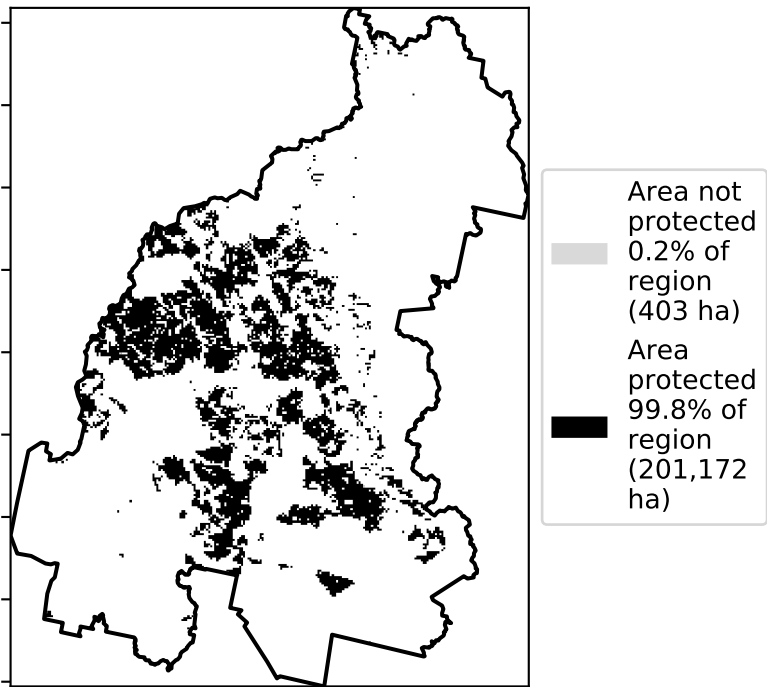 Area not
protected
0.2% of
region
(403 ha)
Area
protected
99.8% of
region
(201,172
ha)